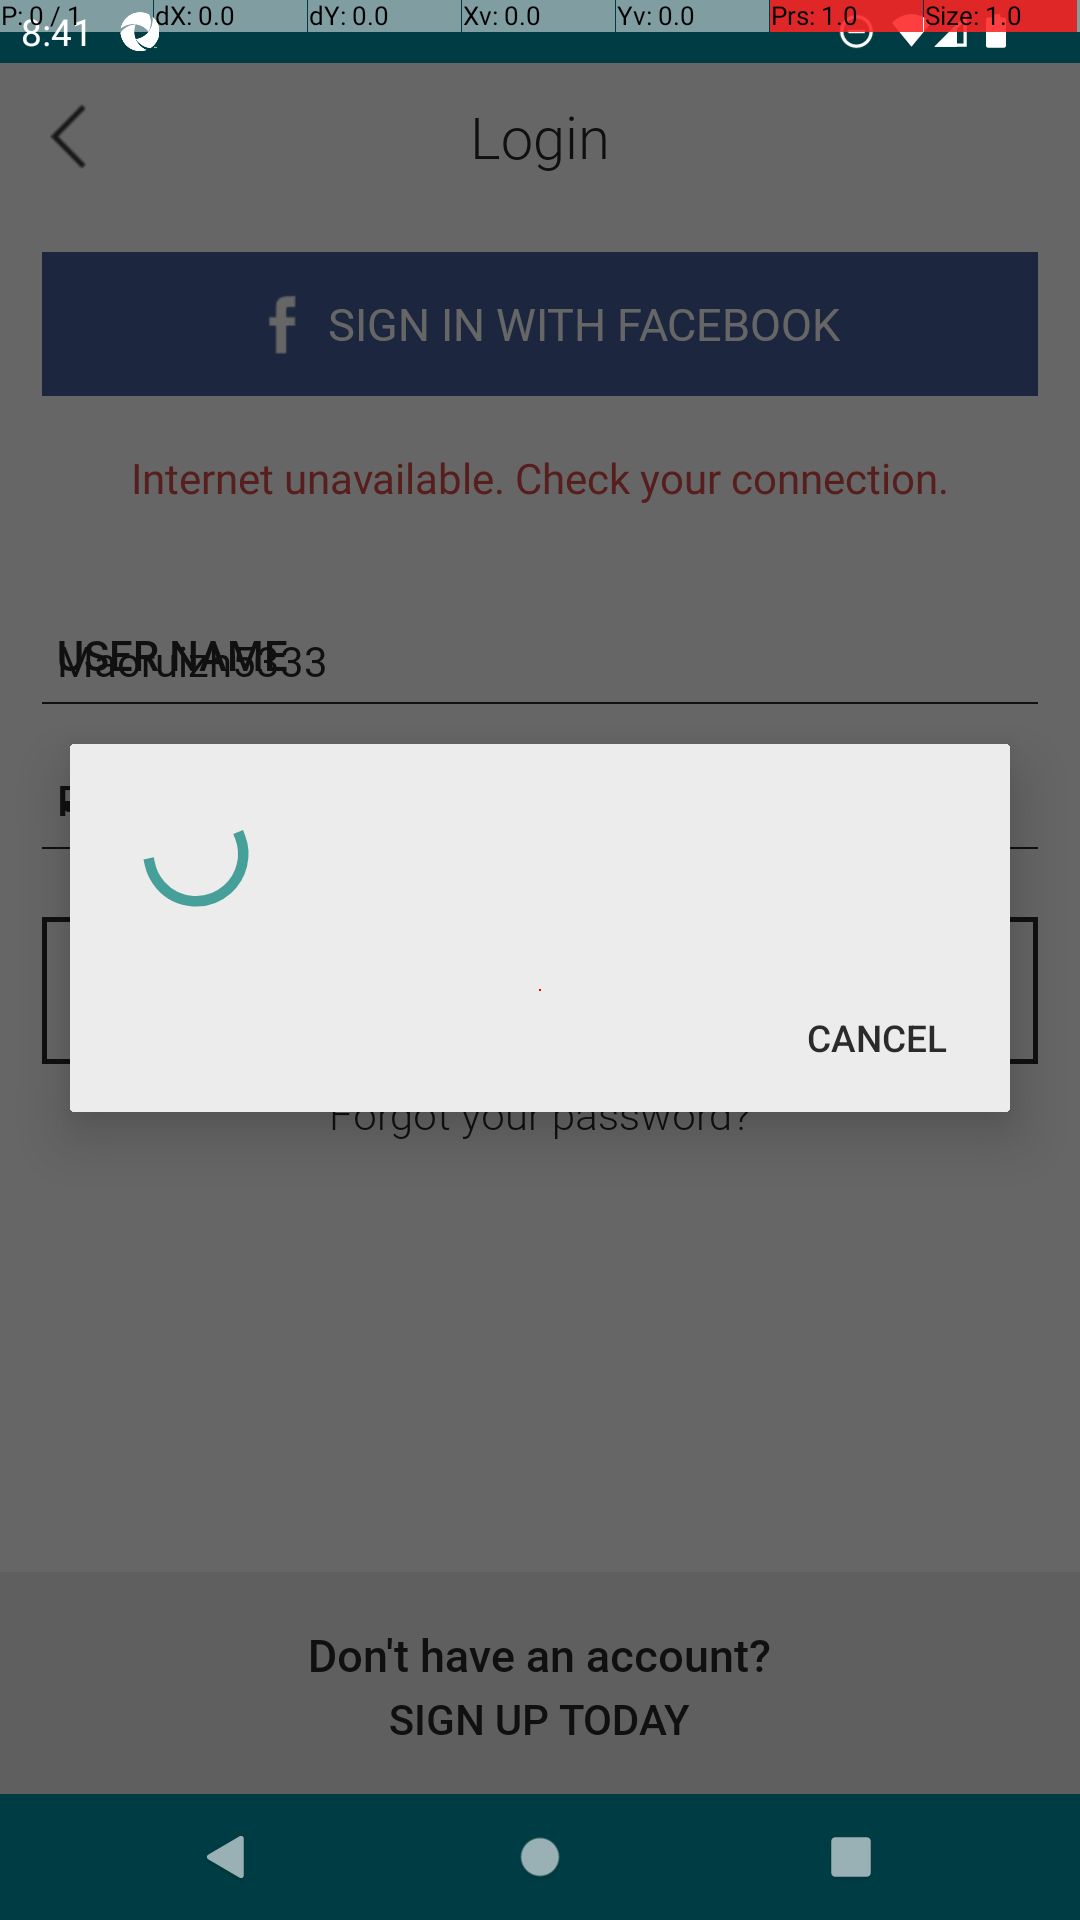 P: 0 / 1 dX: 0.0 dY: 0.0 Xv: 0.0 Yv: 0.0 Prs: 1.0 Size: 1.0
8:41
Login
f SIGN IN WITH FACEBOOK
Internet unavailable. Check your connection.
USER NAME
CANCEL
Forgot your password?
Don't have an account?
SIGN UP TODAY